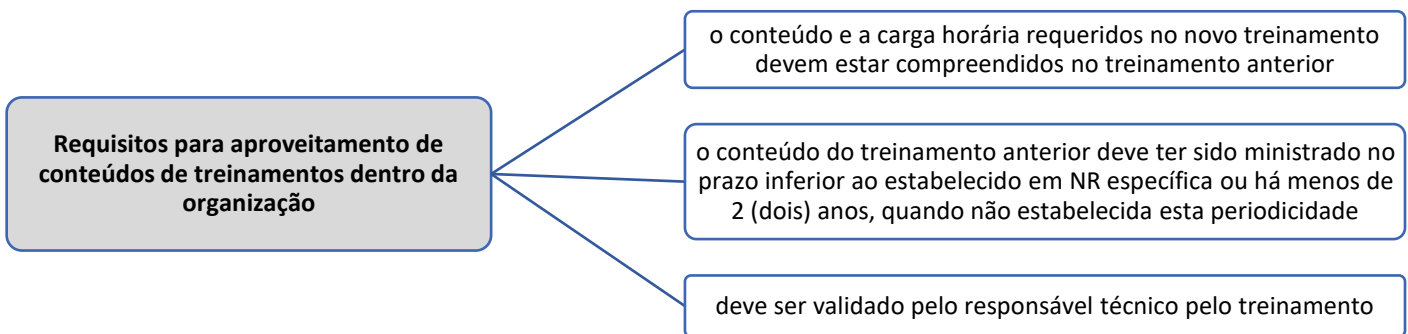 Requisitos para aproveitamento de
conteúdos de treinamentos dentro da
organização
o conteúdo e a carga horária requeridos no novo treinamento
devem estar compreendidos no treinamento anterior
o conteúdo do treinamento anterior deve ter sido ministrado no
prazo inferior ao estabelecido em NR específica ou há menos de
2 (dois) anos, quando não estabelecida esta periodicidade
deve ser validado pelo responsável técnico pelo treinamento